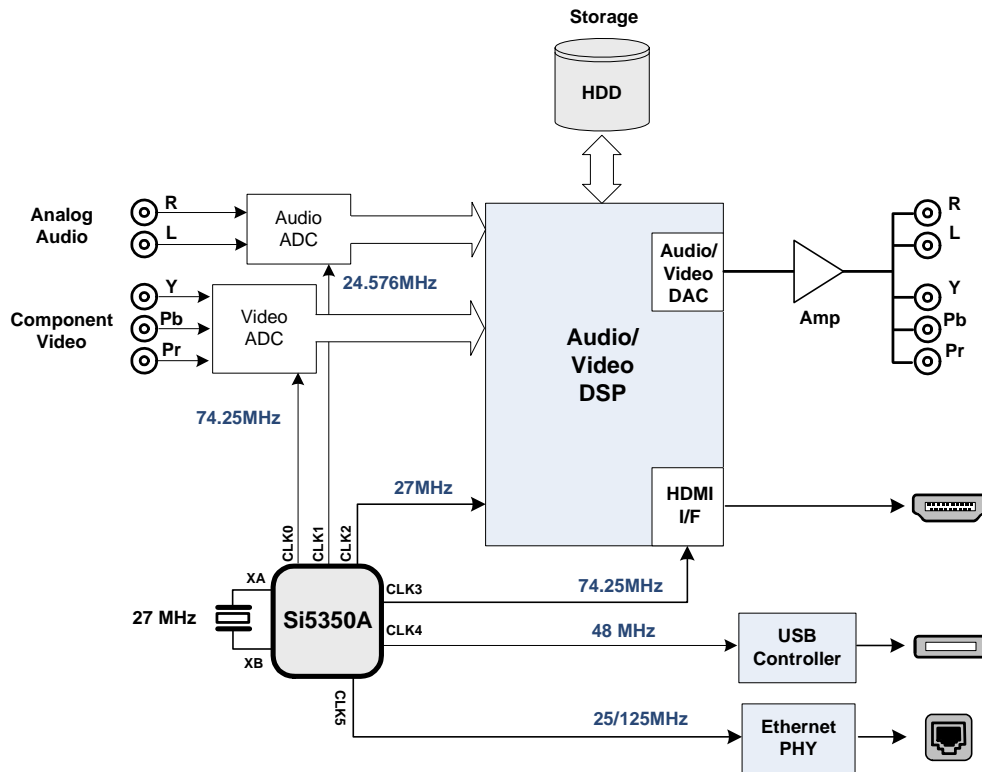 Storage
HDD
Analog
Audio
R
L
Audio
ADC
24.576MHz
Component
Video
Y
Pb
Pr
Video
ADC
74.25MHz
Audio/
Video
DSP
Audio/
Video
DAC
Amp
R
L
Y
Pb
Pr
27MHz
HDMI
I/F
CLK0
CLK1
CLK2
XA
27 MHz
XB
Si5350A
CLK3
74.25MHz
CLK4
48 MHz
USB
Controller
CLK5
25/125MHz
Ethernet
PHY